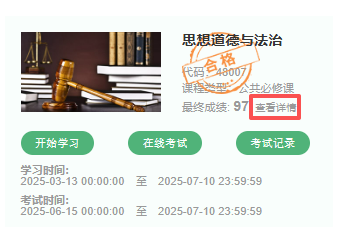 思想道德与法治
合格
代码：48007
课程类型：公共必修课
最终成绩: 97 查看详情
开始学习 在线考试 考试记录
学习时间:
2025-03-13 00:00:00 至 2025-07-10 23:59:59
考试时间:
2025-06-15 00:00:00 至 2025-07-10 23:59:59